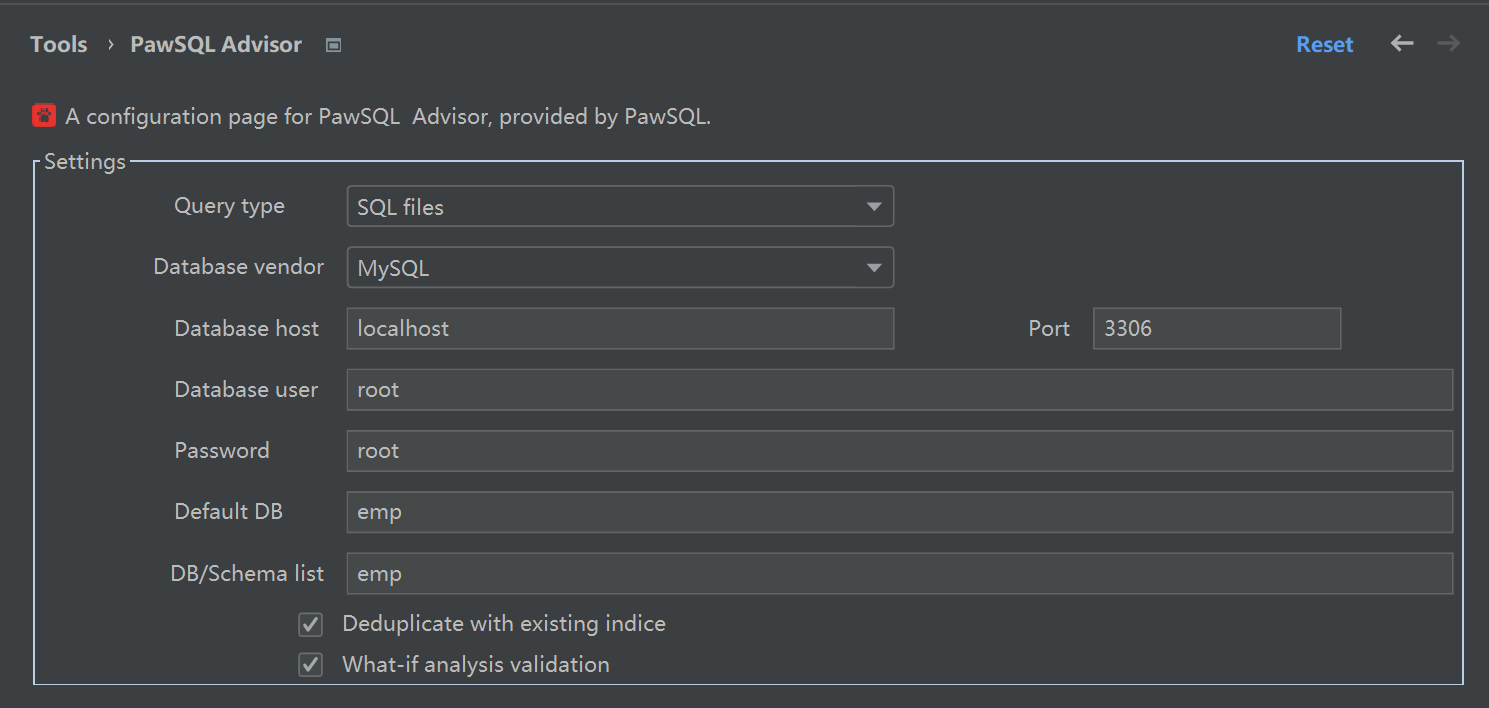 Tools › PawSQL Advisor Reset
A configuration page for PawSQL Advisor, provided by PawSQL.
Settings
Query type SQL files
Database vendor MySQL
Database host localhost Port 3306
Database user root
Password root
Default DB emp
DB/Schema list emp
Deduplicate with existing indice
What-if analysis validation